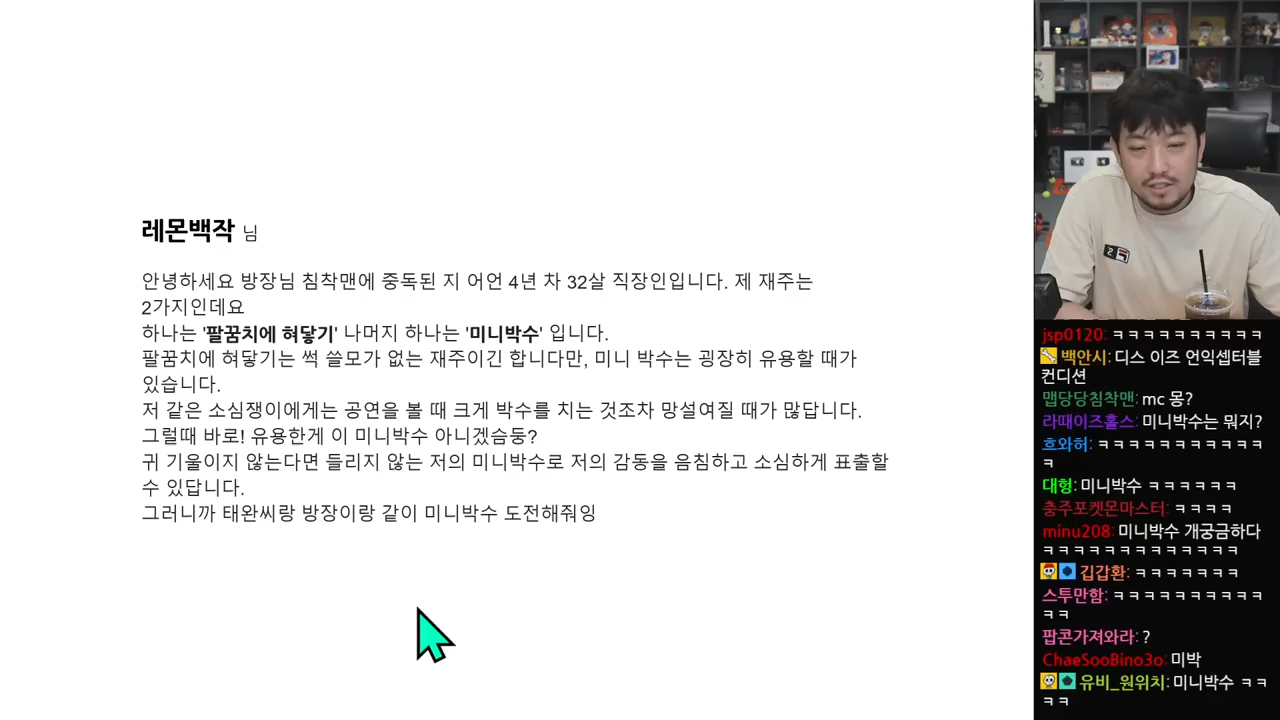 레몬백작 님
안녕하세요 방장님 침착맨에 중독된 지 어언 4년 차 32살 직장인입니다. 제 재주는
2가지인데요
하나는 '팔꿈치에 혀닿기' 나머지 하나는 '미니박수' 입니다.
팔꿈치에 혀닿기는 썩 쓸모가 없는 재주이긴 합니다만, 미니 박수는 굉장히 유용할 때가
있습니다.
저 같은 소심쟁이에게는 공연을 볼 때 크게 박수를 치는 것조차 망설여질 때가 많답니다.
그럴때 바로! 유용한게 이 미니박수 아니겠슴둥?
귀 기울이지 않는다면 들리지 않는 저의 미니박수로 저의 감동을 음침하고 소심하게 표출할
수 있답니다.
그러니까 태완씨랑 방장이랑 같이 미니박수 도전해줘잉
jsp0120: ㅋㅋㅋㅋㅋㅋㅋㅋㅋㅋ
백안시: 디스 이즈 언익셉터블
컨디션
맵당당침착맨: mc 몽?
라때이즈홀스: 미니박수는 뭐지?
흐와허: ㅋㅋㅋㅋㅋㅋㅋㅋㅋㅋㅋ
ㅋ
대형: 미니박수 ㅋㅋㅋㅋㅋㅋ
충주포켓몬마스터: ㅋㅋㅋㅋ
minu208: 미니박수 개궁금하다
ㅋㅋㅋㅋㅋㅋㅋㅋㅋㅋㅋㅋㅋ
깁갑환: ㅋㅋㅋㅋㅋㅋㅋ
스투만함: ㅋㅋㅋㅋㅋㅋㅋㅋㅋㅋ
ㅋㅋ
팝콘가져와라: ?
ChaeSooBino3o: 미박
유비_원위치: 미니박수 ㅋㅋ
ㅋㅋ